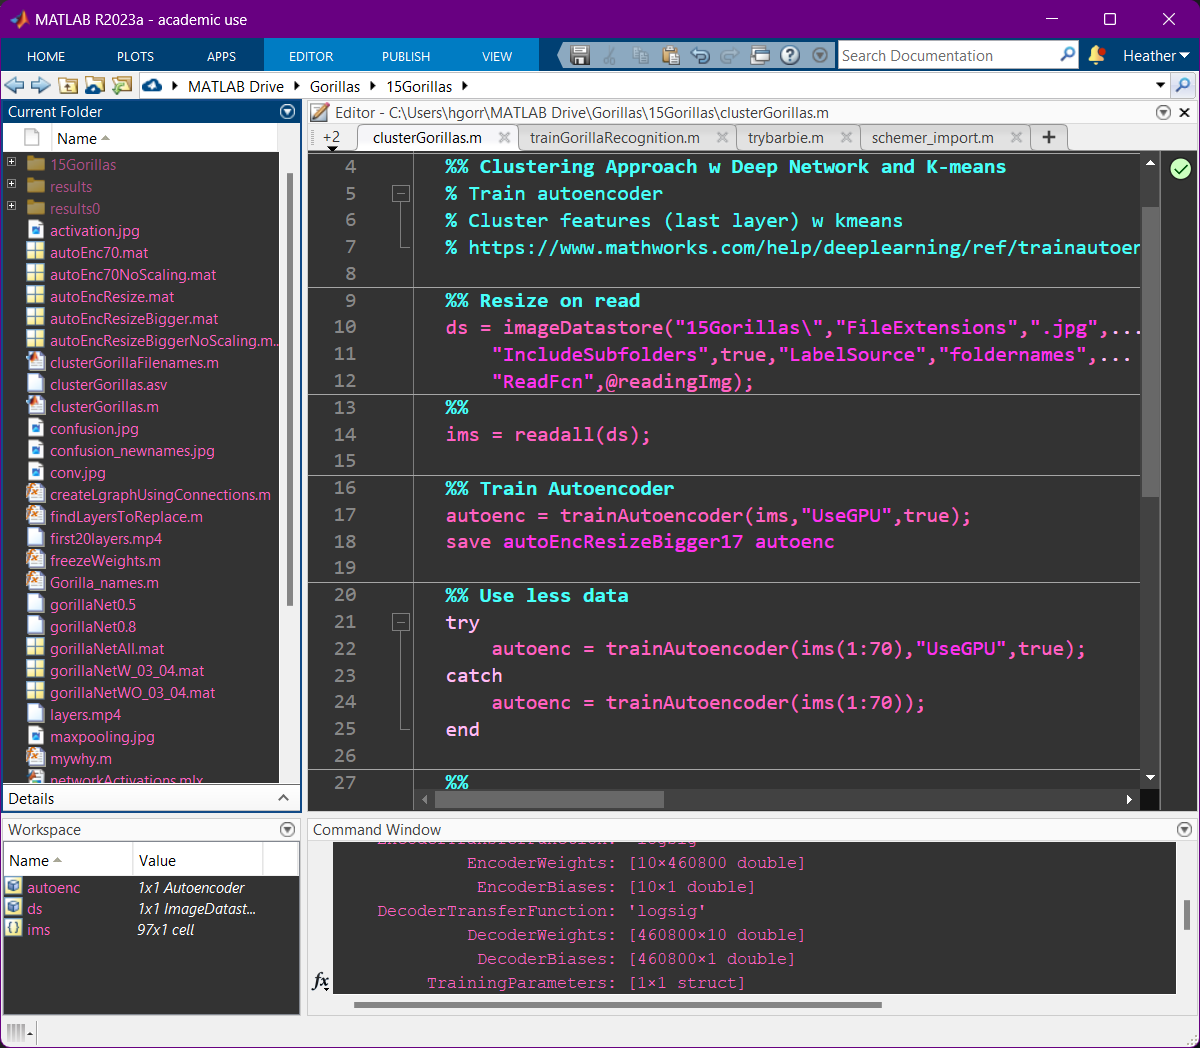 MATLAB R2023a - academic use
HOME PLOTS APPS EDITOR PUBLISH VIEW Search Documentation Heather
MATLAB Drive Gorillas 15Gorillas
Current Folder
Name
15Gorillas
results
results0
activation.jpg
autoEnc70.mat
autoEnc70NoScaling.mat
autoEncResize.mat
autoEncResizeBigger.mat
autoEncResizeBiggerNoScaling.m...
clusterGorillaFilenames.m
clusterGorillas.asv
clusterGorillas.m
confusion.jpg
confusion_newnames.jpg
conv.jpg
createLgraphUsingConnections.m
findLayersToReplace.m
first20layers.mp4
freezeWeights.m
Gorilla_names.m
gorillaNet0.5
gorillaNet0.8
gorillaNetAll.mat
gorillaNetW_03_04.mat
gorillaNetWO_03_04.mat
layers.mp4
maxpooling.jpg
mywhy.m
networkActivations.mlx
Details
Editor - C:\Users\hgorr\MATLAB Drive\Gorillas\15Gorillas\clusterGorillas.m
+2 clusterGorillas.m trainGorillaRecognition.m trybarbie.m schemer_import.m +
4 %% Clustering Approach w Deep Network and K-means
5 % Train autoencoder
6 % Cluster features (last layer) w kmeans
7 % https://www.mathworks.com/help/deeplearning/ref/trainautoen
8
9 %% Resize on read
10 ds = imageDatastore("15Gorillas\","FileExtensions",".jpg",...
11 "IncludeSubfolders",true,"LabelSource","foldernames",...
12 "ReadFcn",@readingImg);
13 %%
14 ims = readall(ds);
15
16 %% Train Autoencoder
17 autoenc = trainAutoencoder(ims,"UseGPU",true);
18 save autoEncResizeBigger17 autoenc
19
20 %% Use less data
21 try
22 autoenc = trainAutoencoder(ims(1:70),"UseGPU",true);
23 catch
24 autoenc = trainAutoencoder(ims(1:70));
25 end
26
27 %%
Workspace
Name Value
autoenc 1x1 Autoencoder
ds 1x1 ImageDatast...
ims 97x1 cell
Command Window
EncoderTransferFunction: 'logsig'
EncoderWeights: [10×460800 double]
EncoderBiases: [10×1 double]
DecoderTransferFunction: 'logsig'
DecoderWeights: [460800×10 double]
DecoderBiases: [460800×1 double]
TrainingParameters: [1×1 struct]
fx